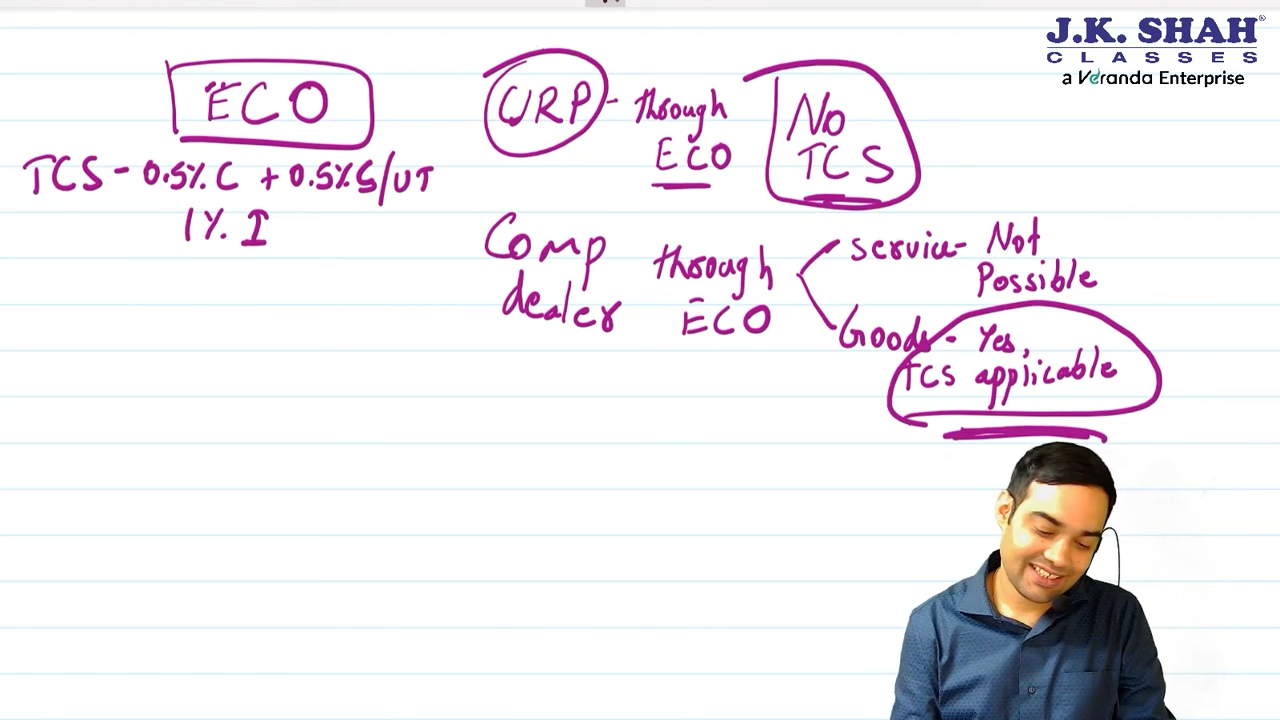 J.K. SHAH®
CLASSES
a Veranda Enterprise
ECO
TCS - 0.5%. C + 0.5% S/UT
1%. I
URP - through ECO
No TCS
Comp dealer
through ECO
Service - Not Possible
Goods - Yes,
TCS applicable